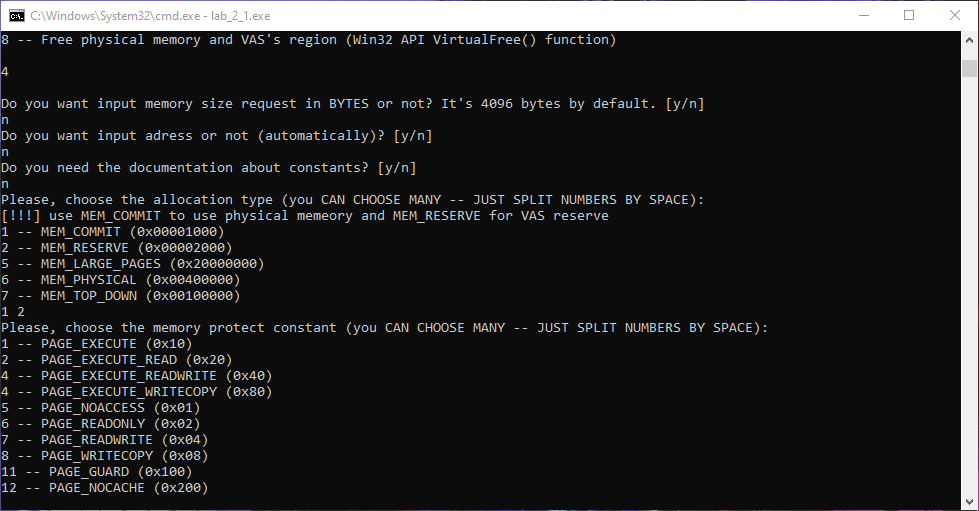 C:\Windows\System32\cmd.exe - lab_2_1.exe
8 -- Free physical memory and VAS's region (Win32 API VirtualFree() function)
4
Do you want input memory size request in BYTES or not? It's 4096 bytes by default. [y/n]
n
Do you want input adress or not (automatically)? [y/n]
n
Do you need the documentation about constants? [y/n]
n
Please, choose the allocation type (you CAN CHOOSE MANY -- JUST SPLIT NUMBERS BY SPACE):
[!!!] use MEM_COMMIT to use physical memeory and MEM_RESERVE for VAS reserve
1 -- MEM_COMMIT (0x00001000)
2 -- MEM_RESERVE (0x00002000)
5 -- MEM_LARGE_PAGES (0x20000000)
6 -- MEM_PHYSICAL (0x00400000)
7 -- MEM_TOP_DOWN (0x00100000)
1 2
Please, choose the memory protect constant (you CAN CHOOSE MANY -- JUST SPLIT NUMBERS BY SPACE):
1 -- PAGE_EXECUTE (0x10)
2 -- PAGE_EXECUTE_READ (0x20)
4 -- PAGE_EXECUTE_READWRITE (0x40)
4 -- PAGE_EXECUTE_WRITECOPY (0x80)
5 -- PAGE_NOACCESS (0x01)
6 -- PAGE_READONLY (0x02)
7 -- PAGE_READWRITE (0x04)
8 -- PAGE_WRITECOPY (0x08)
11 -- PAGE_GUARD (0x100)
12 -- PAGE_NOCACHE (0x200)